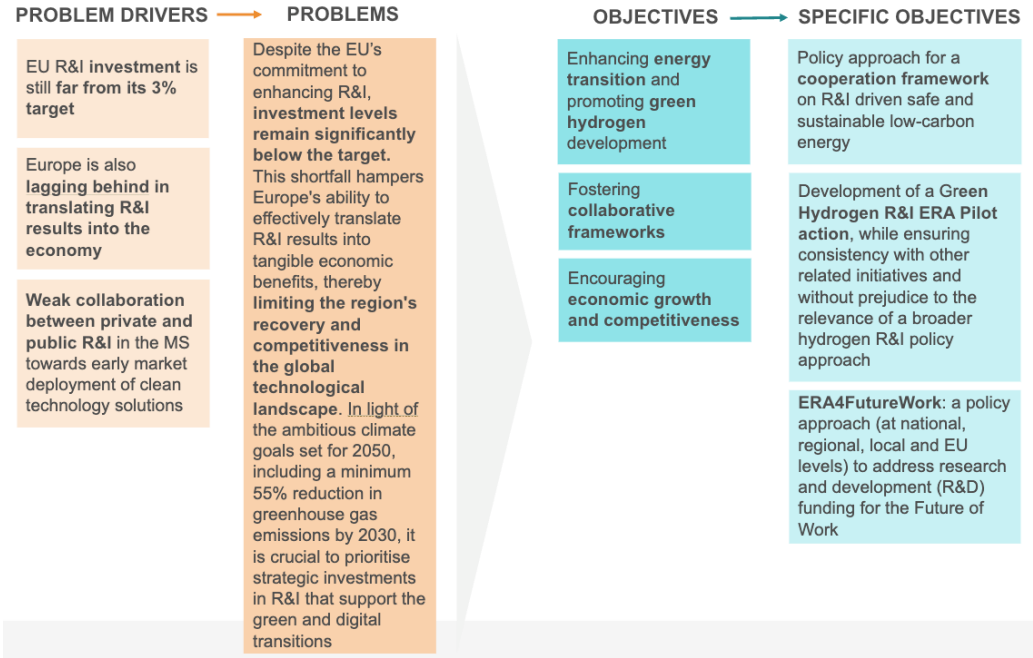 PROBLEM DRIVERS
PROBLEMS
OBJECTIVES
SPECIFIC OBJECTIVES
EU R&I investment is
still far from its 3%
target
Europe is also
lagging behind in
translating R&I
results into the
economy
Weak collaboration
between private and
public R&I in the MS
towards early market
deployment of clean
technology solutions
Despite the EU's
commitment to
enhancing R&I,
investment levels
remain significantly
below the target.
This shortfall hampers
Europe's ability to
effectively translate
R&I results into
tangible economic
benefits, thereby
limiting the region's
recovery and
competitiveness in
the global
technological
landscape. In light of
the ambitious climate
goals set for 2050,
including a minimum
55% reduction in
greenhouse gas
emissions by 2030, it
is crucial to prioritise
strategic investments
in R&I that support the
green and digital
transitions
Enhancing energy
transition and
promoting green
hydrogen
development
Fostering
collaborative
frameworks
Encouraging
economic growth
and competitiveness
Policy approach for a
cooperation framework
on R&I driven safe and
sustainable low-carbon
energy
Development of a Green
Hydrogen R&I ERA Pilot
action, while ensuring
consistency with other
related initiatives and
without prejudice to the
relevance of a broader
hydrogen R&I policy
approach
ERA4FutureWork: a policy
approach (at national,
regional, local and EU
levels) to address research
and development (R&D)
funding for the Future of
Work